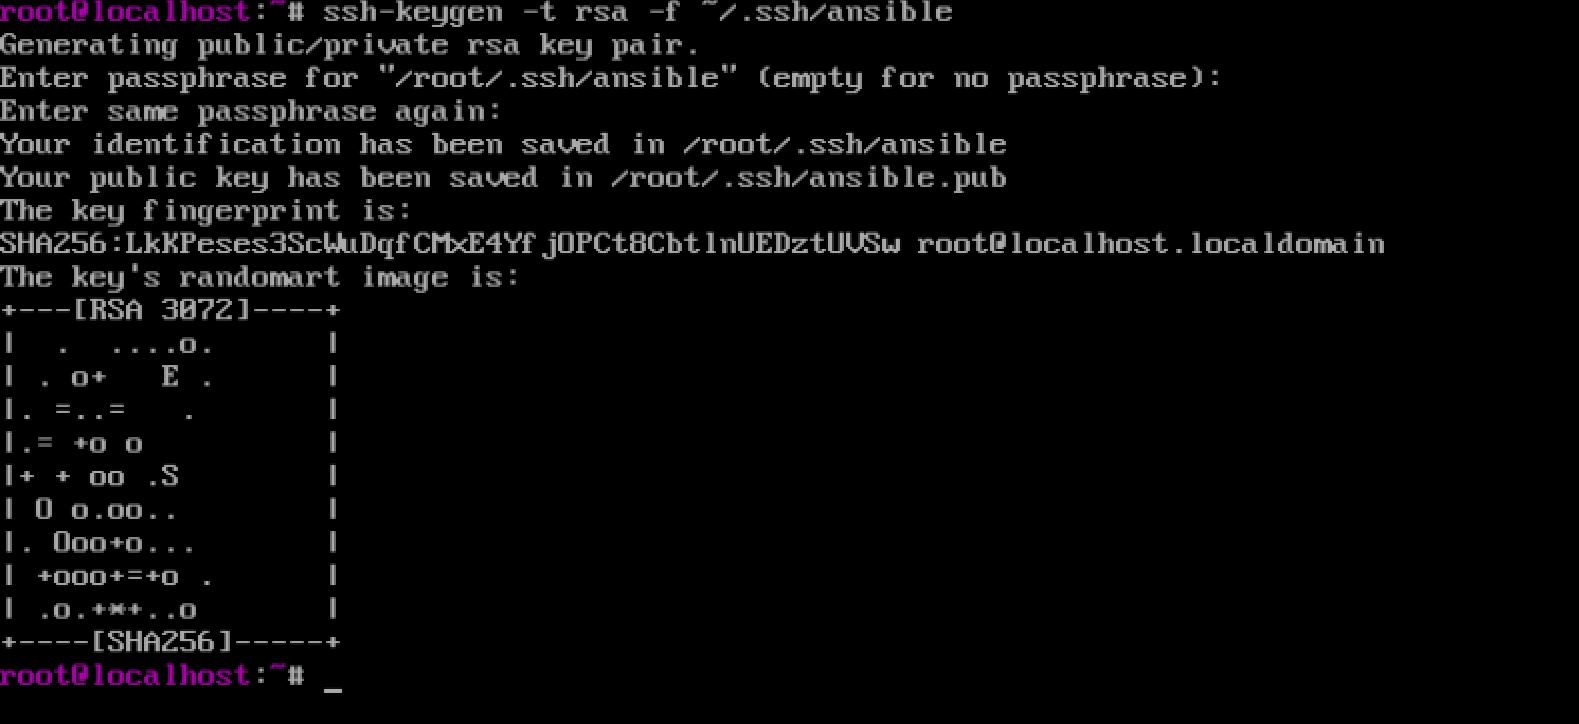 root@localhost:~# ssh-keygen -t rsa -f ~/.ssh/ansible
Generating public/private rsa key pair.
Enter passphrase for "/root/.ssh/ansible" (empty for no passphrase):
Enter same passphrase again:
Your identification has been saved in /root/.ssh/ansible
Your public key has been saved in /root/.ssh/ansible.pub
The key fingerprint is:
SHA256:LkKPeses3ScWuDqfCMxE4YfjOPCt8CbtlnUEDztUVSw root@localhost.localdomain
The key's randomart image is:
+---[RSA 3072]----+
|  .  ....o.      |
| . o+   E .      |
|. =..=   .       |
|.= +o o          |
|+ + oo .S        |
| O o.oo..        |
|. Ooo+o...       |
| +ooo+=+o .      |
| .o.+*+..o       |
+----[SHA256]-----+
root@localhost:~# _